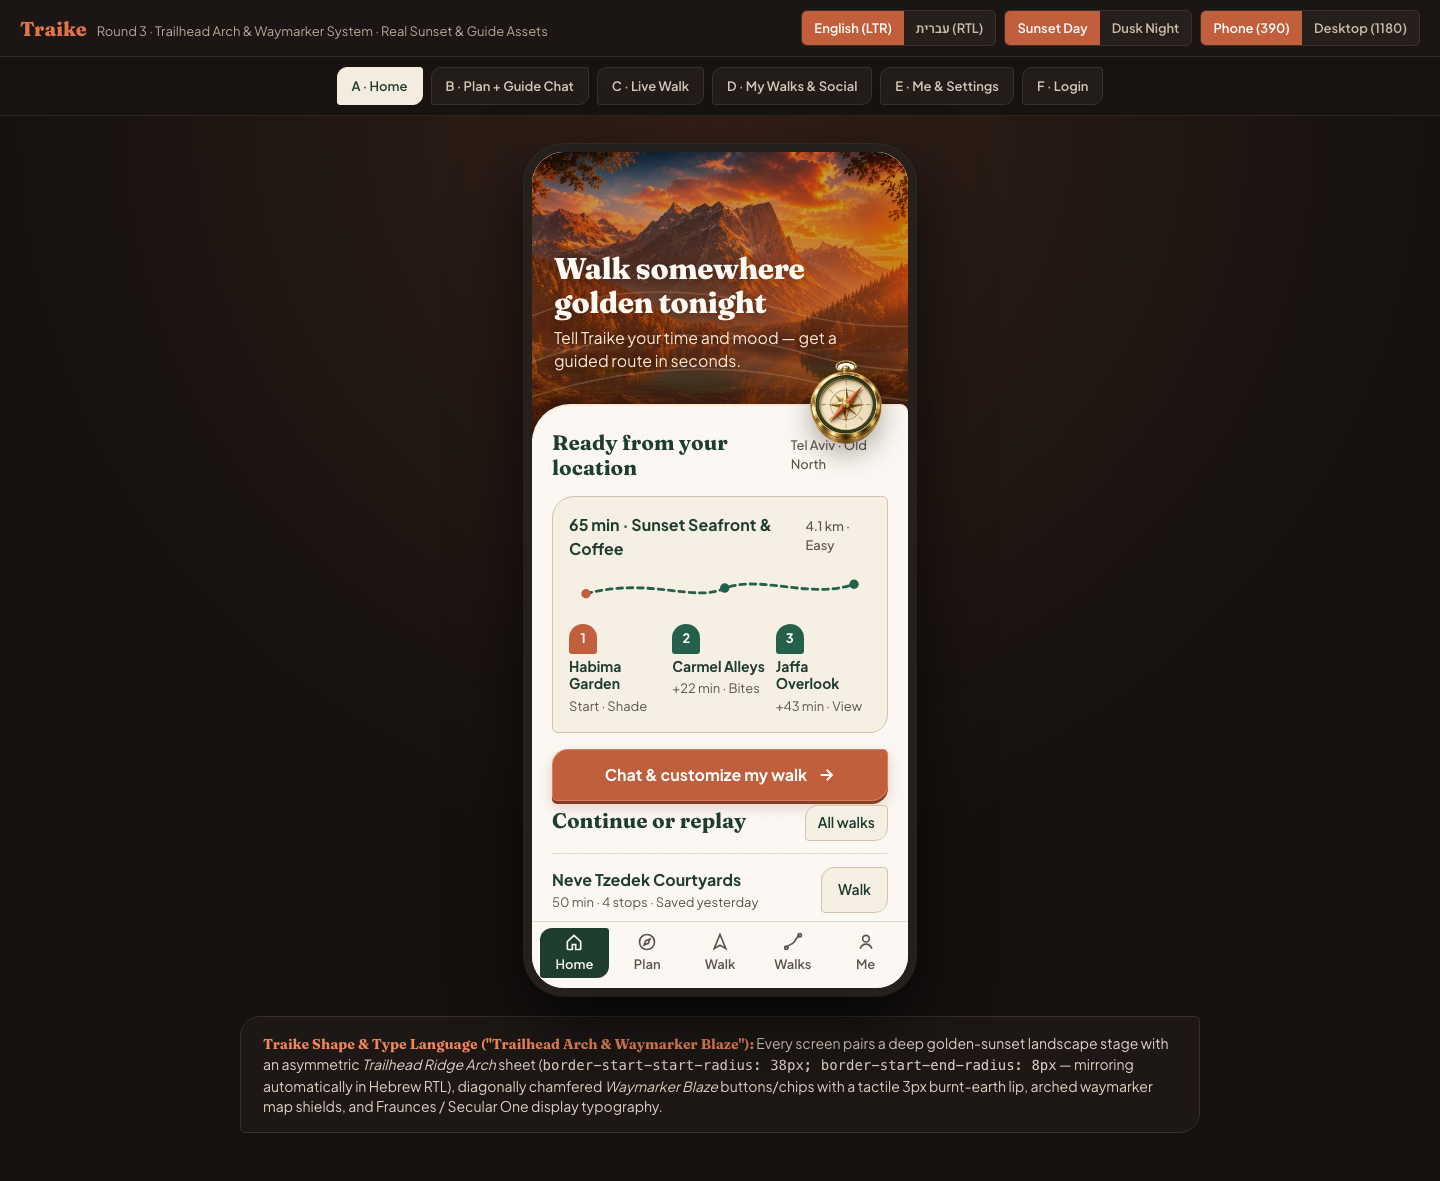 Traike Round 3 · Trailhead Arch & Waymarker System · Real Sunset & Guide Assets
English (LTR) עברית (RTL) Sunset Day Dusk Night Phone (390) Desktop (1180)
A · Home B · Plan + Guide Chat C · Live Walk D · My Walks & Social E · Me & Settings F · Login
Walk somewhere
golden tonight
Tell Traike your time and mood — get a
guided route in seconds.
Ready from your
location
Tel Aviv · Old
North
65 min · Sunset Seafront &
Coffee
4.1 km ·
Easy
1
Habima
Garden
Start · Shade
2
Carmel Alleys
+22 min · Bites
3
Jaffa
Overlook
+43 min · View
Chat & customize my walk →
Continue or replay
All walks
Neve Tzedek Courtyards
50 min · 4 stops · Saved yesterday
Walk
Home Plan Walk Walks Me
Traike Shape & Type Language ("Trailhead Arch & Waymarker Blaze"): Every screen pairs a deep golden-sunset landscape stage with
an asymmetric Trailhead Ridge Arch sheet (border-start-start-radius: 38px; border-start-end-radius: 8px — mirroring
automatically in Hebrew RTL), diagonally chamfered Waymarker Blaze buttons/chips with a tactile 3px burnt-earth lip, arched waymarker
map shields, and Fraunces / Secular One display typography.